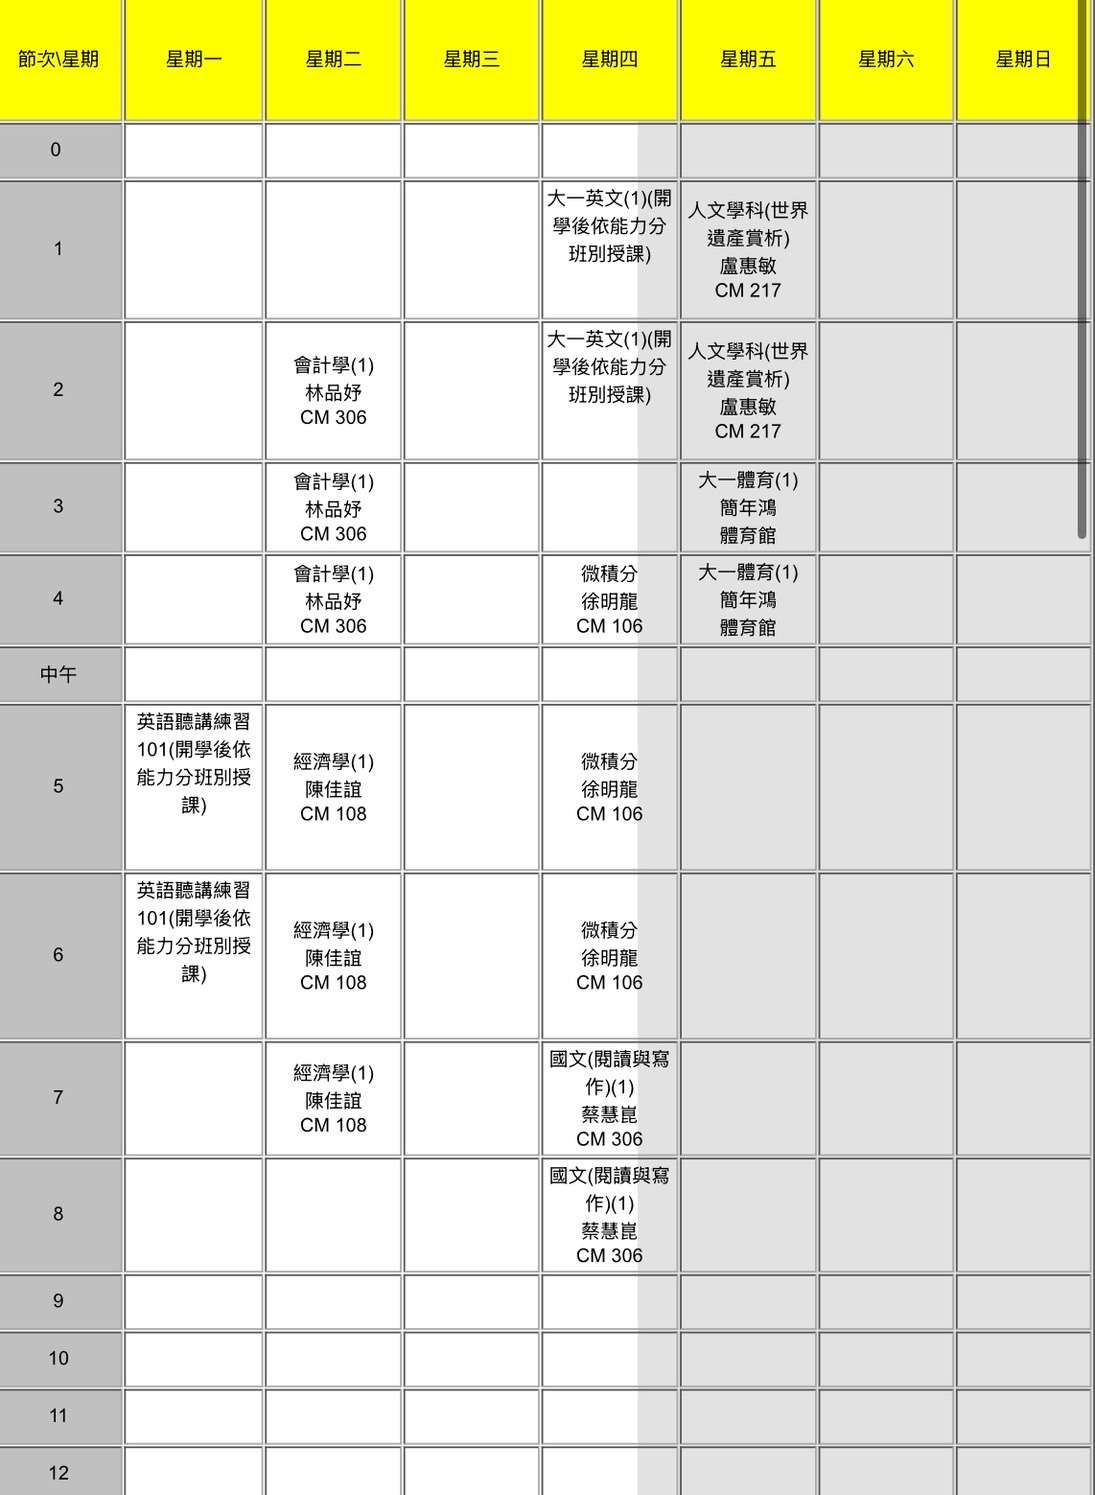 節次\星期 星期一 星期二 星期三 星期四 星期五 星期六 星期日
0
1
大一英文(1)(開
學後依能力分
班別授課)
人文學科(世界
遺產賞析)
盧惠敏
CM 217
2
會計學(1)
林品妤
CM 306
大一英文(1)(開
學後依能力分
班別授課)
人文學科(世界
遺產賞析)
盧惠敏
CM 217
3
會計學(1)
林品妤
CM 306
大一體育(1)
簡年鴻
體育館
4
會計學(1)
林品妤
CM 306
微積分
徐明龍
CM 106
大一體育(1)
簡年鴻
體育館
中午
5
英語聽講練習
101(開學後依
能力分班別授
課)
經濟學(1)
陳佳誼
CM 108
微積分
徐明龍
CM 106
6
英語聽講練習
101(開學後依
能力分班別授
課)
經濟學(1)
陳佳誼
CM 108
微積分
徐明龍
CM 106
7
經濟學(1)
陳佳誼
CM 108
國文(閱讀與寫
作)(1)
蔡慧崑
CM 306
8
國文(閱讀與寫
作)(1)
蔡慧崑
CM 306
9
10
11
12